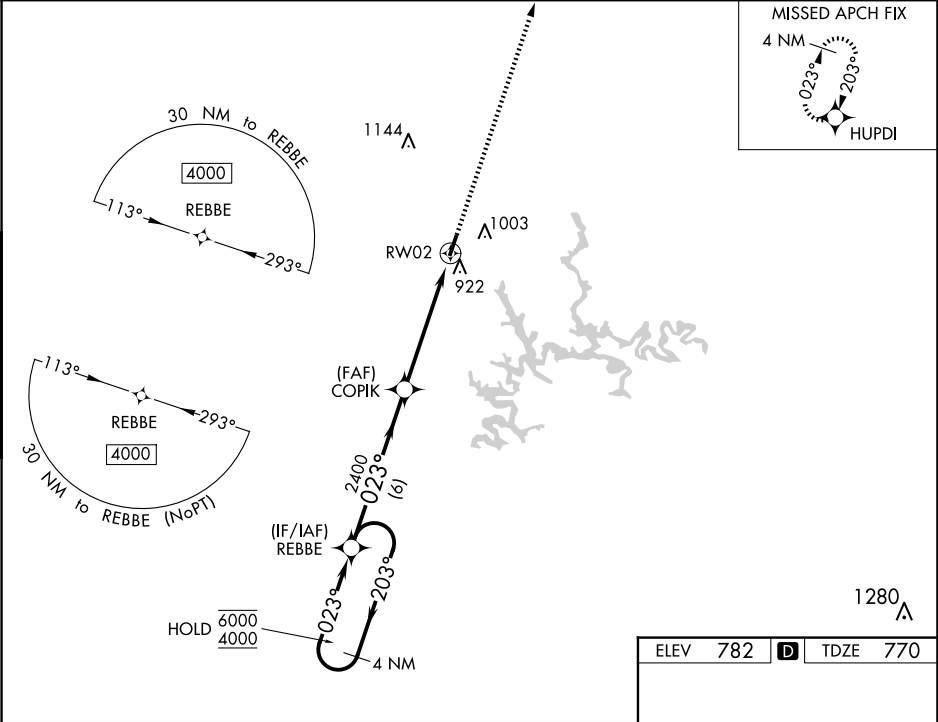 MISSED APCH FIX
4 NM
023°
203°
HUPDI
30 NM to REBBE
4000
REBBE
113°
293°
1144
1003
RW02
922
113°
293°
REBBE
4000
30 NM to REBBE (NoPT)
(FAF)
COPIK
2400
023°
(6)
(IF/IAF)
REBBE
023°
203°
HOLD 6000
4000
4 NM
1280
ELEV 782 D TDZE 770